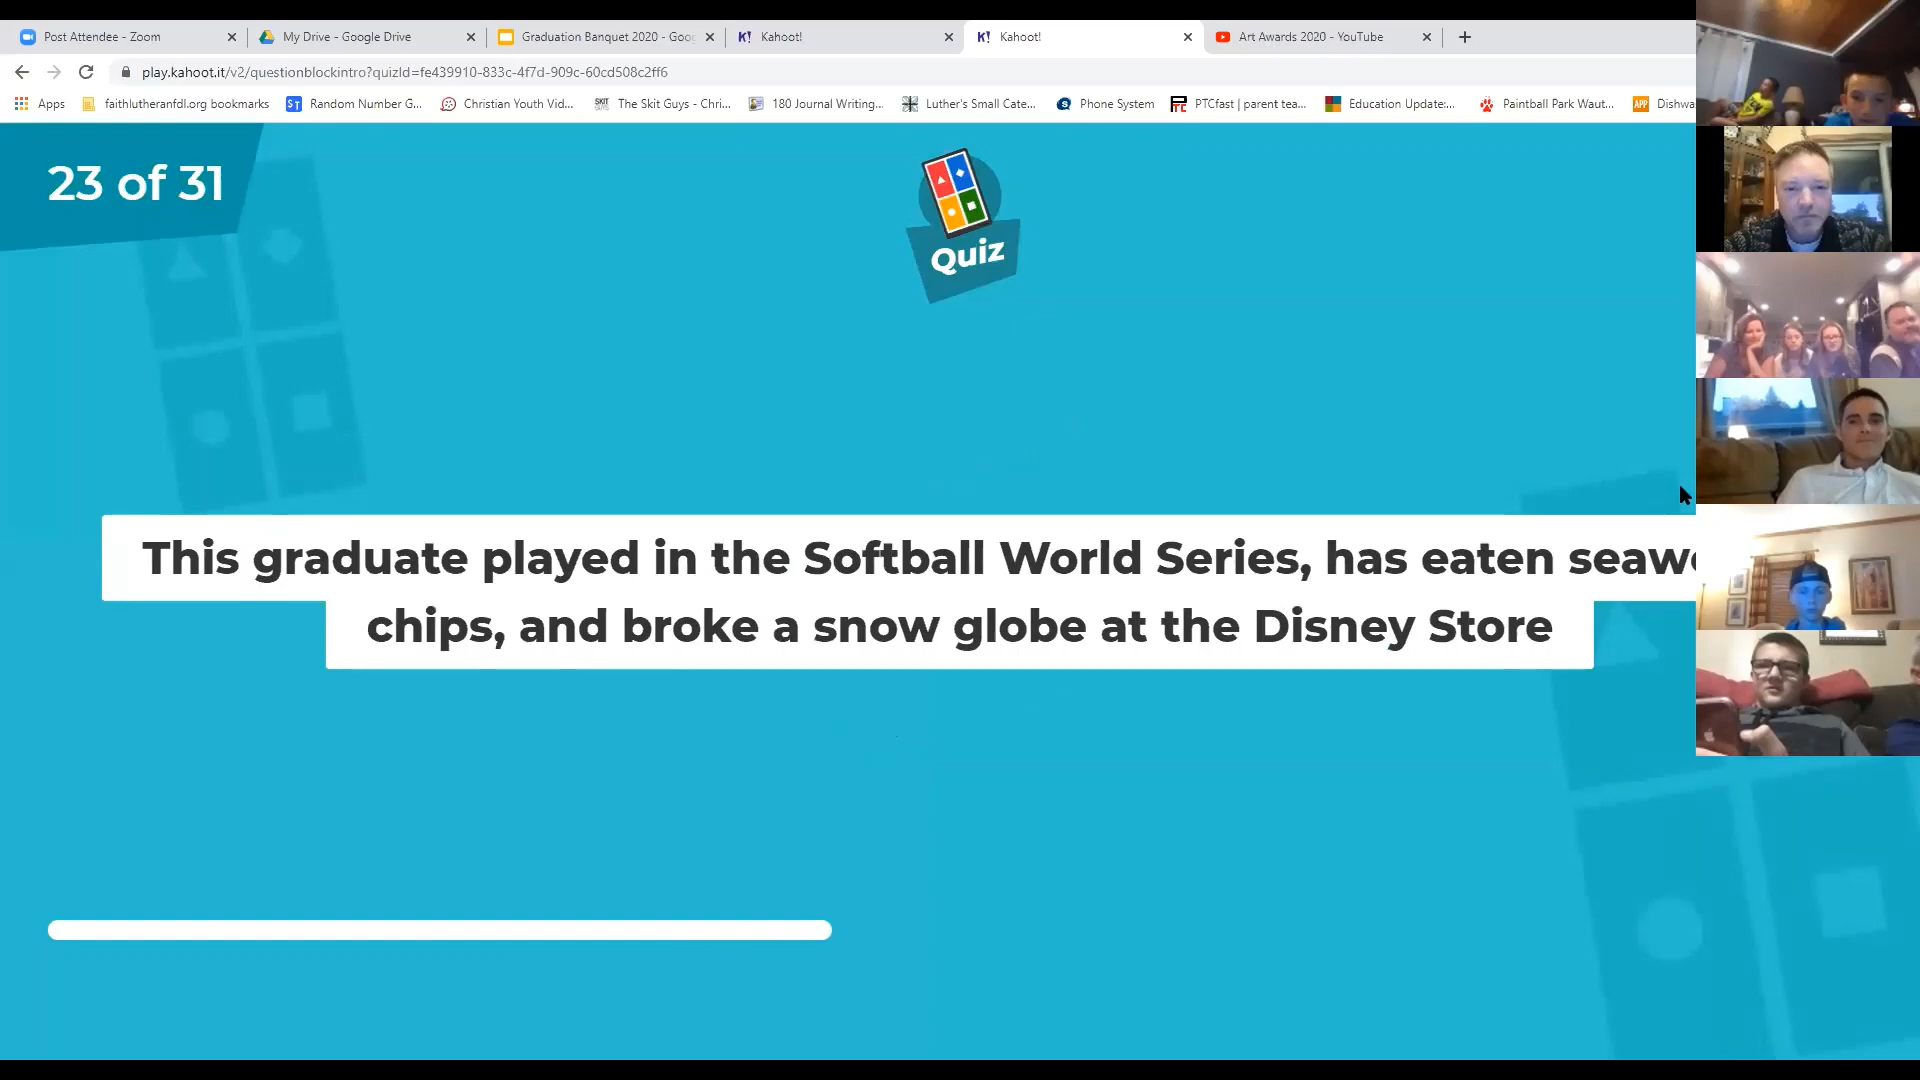 Post Attendee - Zoom
My Drive - Google Drive
Graduation Banquet 2020 - Goog
Kahoot!
Kahoot!
Art Awards 2020 - YouTube
play.kahoot.it/v2/questionblockintro?quizId=fe439910-833c-4f7d-909c-60cd508c2ff6
Apps
faithlutheranfdl.org bookmarks
Random Number G...
Christian Youth Vid...
The Skit Guys - Chri...
180 Journal Writing...
Luther's Small Cate...
Phone System
PTCfast | parent tea...
Education Update:...
Paintball Park Waut...
Dishwa
23 of 31
Quiz
This graduate played in the Softball World Series, has eaten seawe
chips, and broke a snow globe at the Disney Store